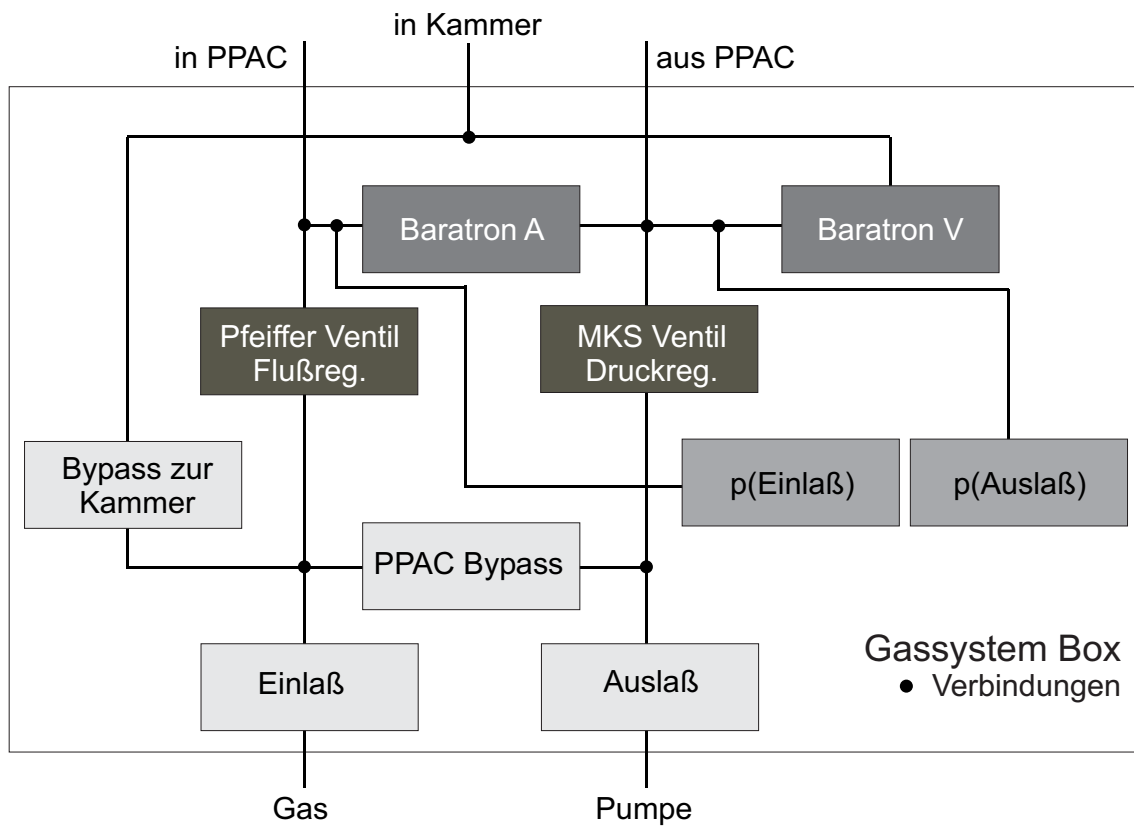 in Kammer
in PPAC
aus PPAC
Baratron A
Baratron V
Pfeiffer Ventil
Flußreg.
MKS Ventil
Druckreg.
Bypass zur
Kammer
p(Einlaß)
p(Auslaß)
PPAC Bypass
Einlaß
Auslaß
Gassystem Box
● Verbindungen
Gas
Pumpe